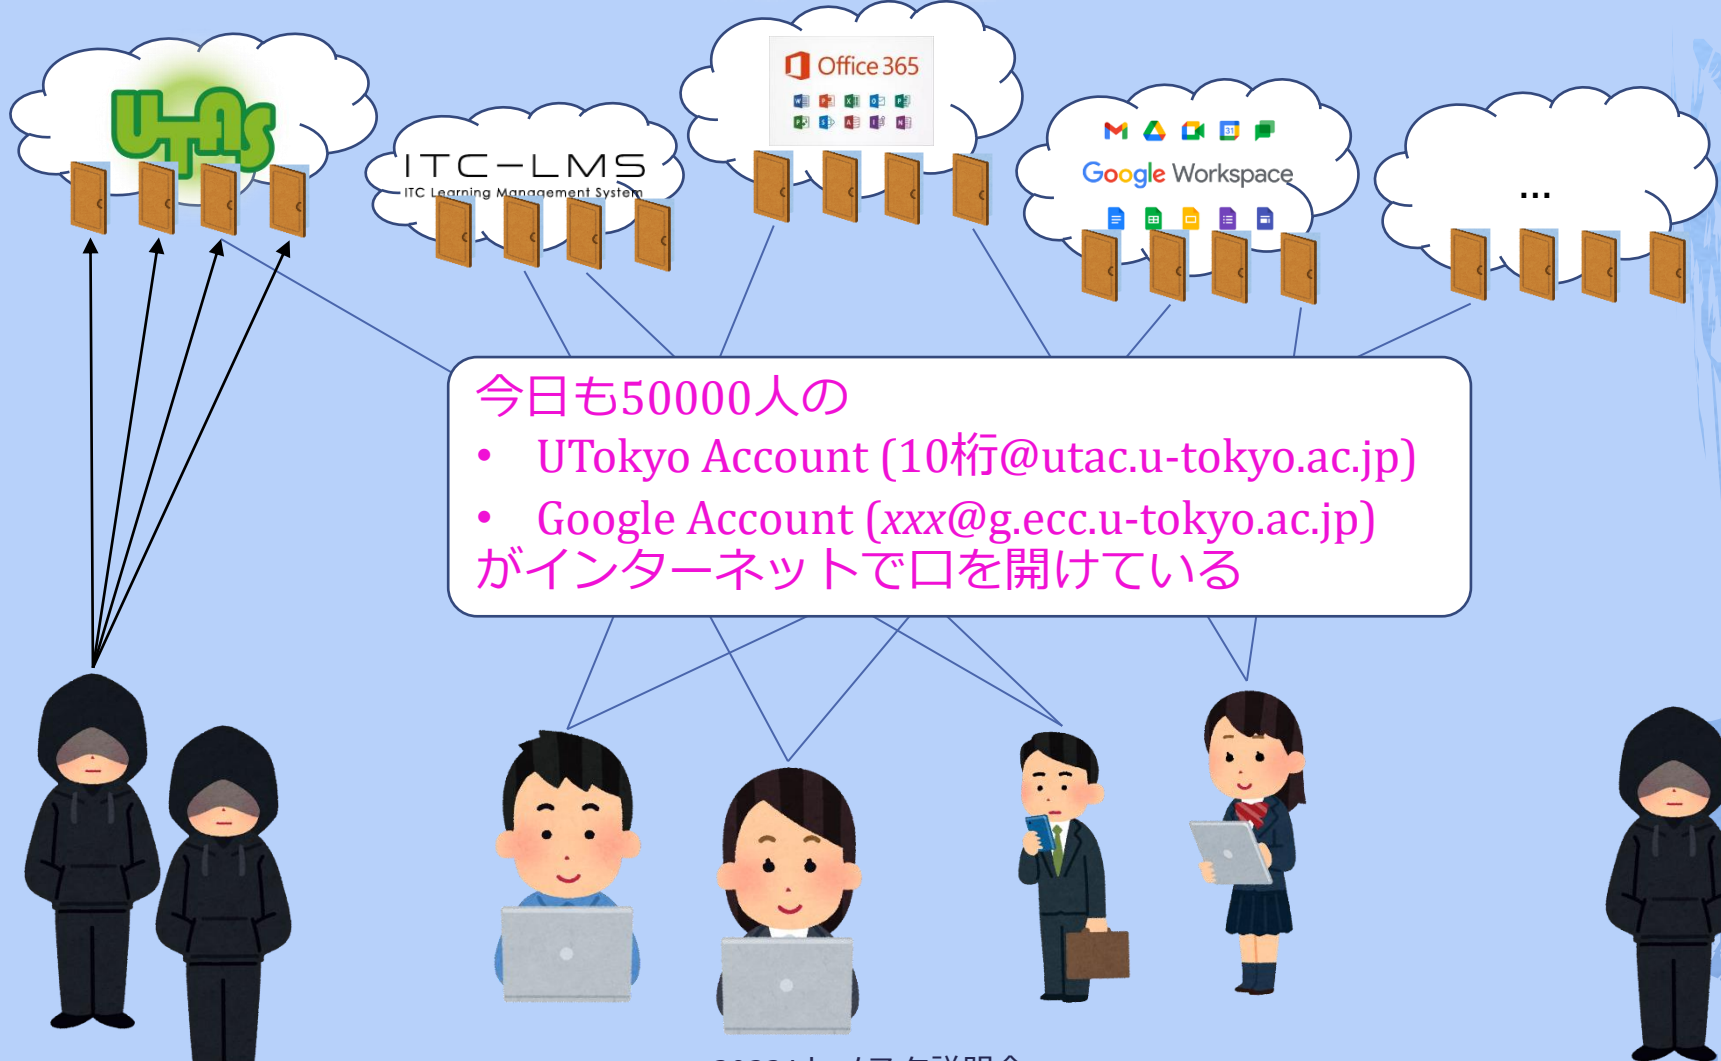 UTAS
ITC-LMS
ITC Learning Management System
Office 365
Google Workspace
...
今日も50000人の
• UTokyo Account (10桁@utac.u-tokyo.ac.jp)
• Google Account (xxx@g.ecc.u-tokyo.ac.jp)
がインターネットで口を開けている